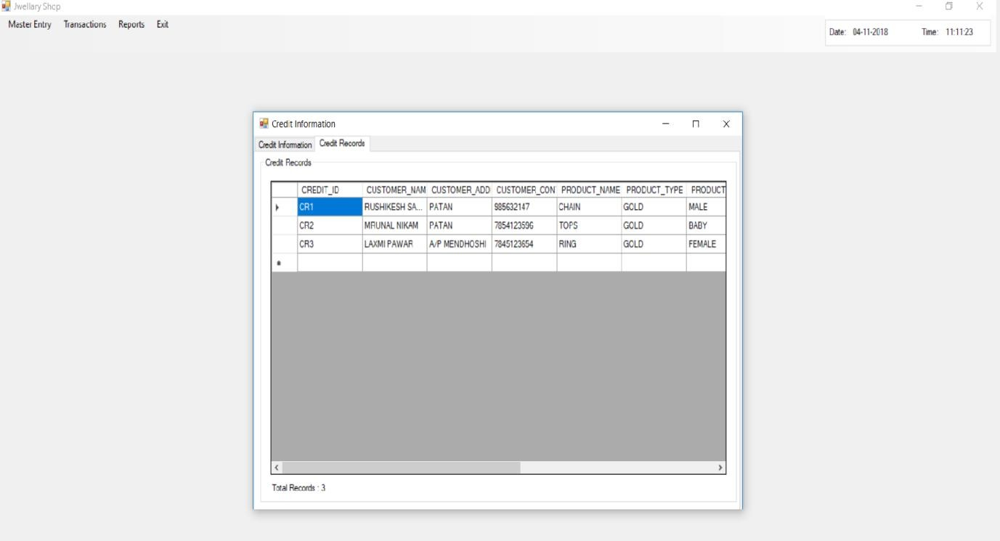 Jwellary Shop
Master Entry Transactions Reports Exit
Date: 04-11-2018 Time: 11:11:23
Credit Information
Credit Information Credit Records
Credit Records
CREDIT_ID CUSTOMER_NAM CUSTOMER_ADD CUSTOMER_CON PRODUCT_NAME PRODUCT_TYPE PRODUCT
CR1 RUSHIKESH SA... PATAN 985632147 CHAIN GOLD MALE
CR2 MRUNAL NIKAM PATAN 7854123596 TOPS GOLD BABY
CR3 LAXMI PAWAR A/P MENDHOSHI 7845123654 RING GOLD FEMALE
Total Records : 3